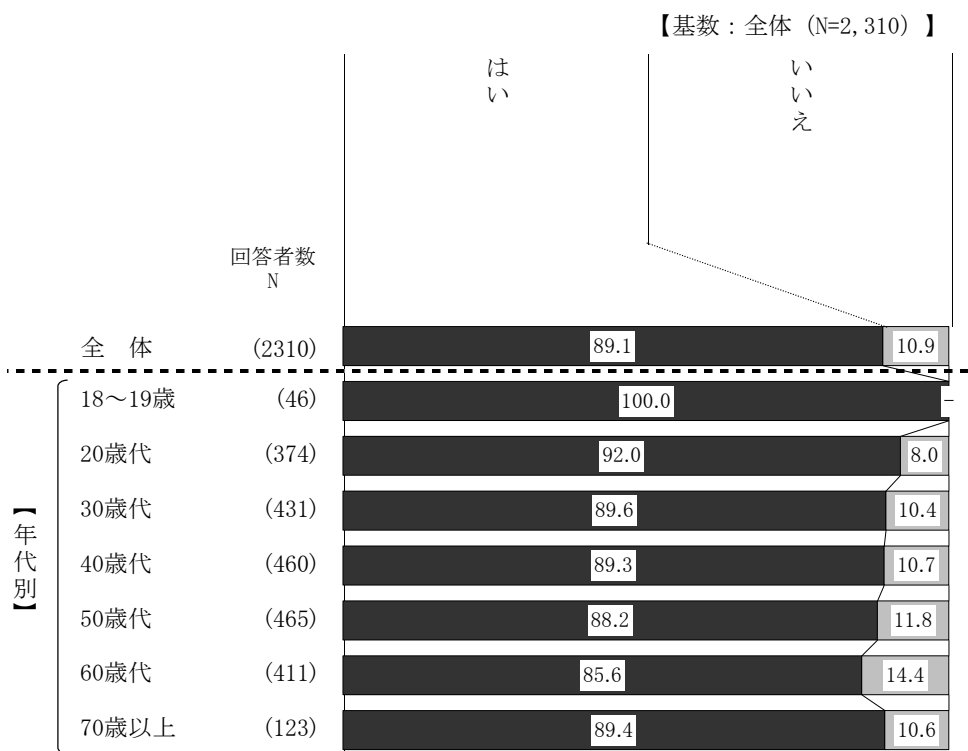 【基数：全体（N=2,310）】
はい
いいえ
回答者数
N
全　体 (2310) 89.1 10.9
18～19歳 (46) 100.0 −
20歳代 (374) 92.0 8.0
30歳代 (431) 89.6 10.4
40歳代 (460) 89.3 10.7
50歳代 (465) 88.2 11.8
60歳代 (411) 85.6 14.4
70歳以上 (123) 89.4 10.6
【年代別】